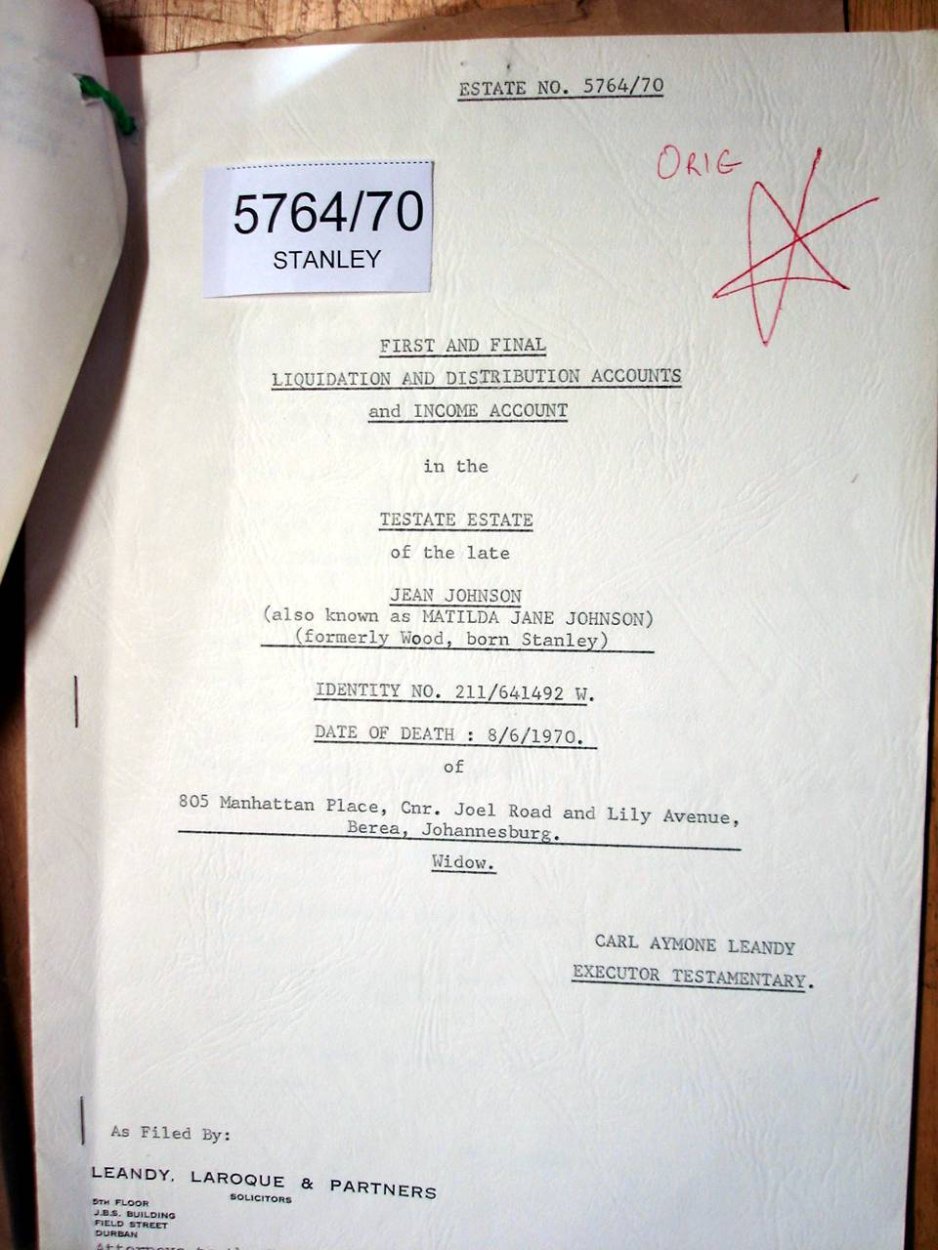 ESTATE NO. 5764/70
ORIG
5764/70
STANLEY
FIRST AND FINAL
LIQUIDATION AND DISTRIBUTION ACCOUNTS
and INCOME ACCOUNT
in the
TESTATE ESTATE
of the late
JEAN JOHNSON
(also known as MATILDA JANE JOHNSON)
(formerly Wood, born Stanley)
IDENTITY NO. 211/641492 W.
DATE OF DEATH : 8/6/1970.
of
805 Manhattan Place, Cnr. Joel Road and Lily Avenue,
Berea, Johannesburg.
Widow.
CARL AYMONE LEANDY
EXECUTOR TESTAMENTARY.
As Filed By:
LEANDY, LAROQUE & PARTNERS
SOLICITORS
5TH FLOOR
J.B.S. BUILDING
FIELD STREET
DURBAN